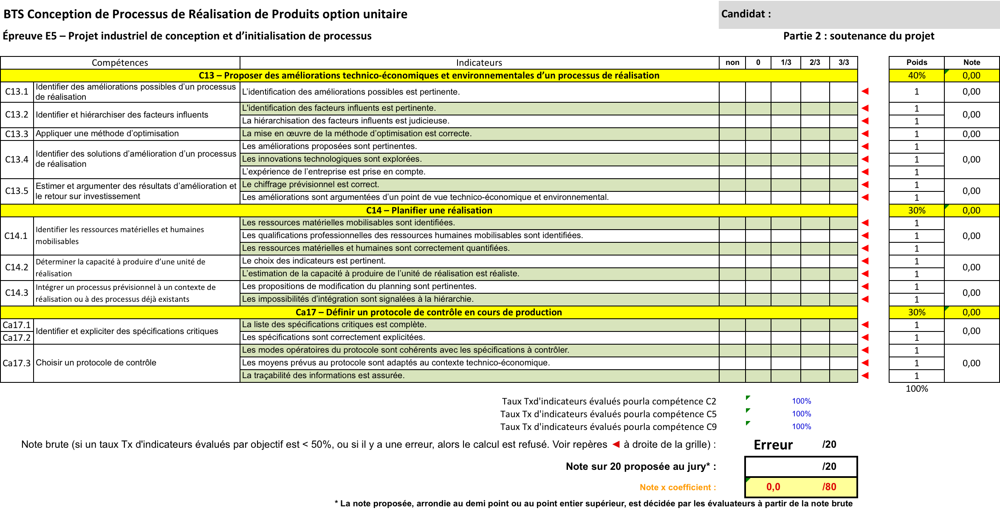 BTS Conception de Processus de Réalisation de Produits option unitaire
Candidat :
Épreuve E5 – Projet industriel de conception et d’initialisation de processus
Partie 2 : soutenance du projet
Compétences Indicateurs non 0 1/3 2/3 3/3 Poids Note
C13 – Proposer des améliorations technico-économiques et environnementales d’un processus de réalisation 40% 0,00
C13.1 Identifier des améliorations possibles d’un processus
de réalisation
L’identification des améliorations possibles est pertinente. ◄ 1 0,00
C13.2 Identifier et hiérarchiser des facteurs influents
L'identification des facteurs influents est pertinente. ◄ 1
La hiérarchisation des facteurs influents est judicieuse. ◄ 1
0,00
C13.3 Appliquer une méthode d’optimisation La mise en œuvre de la méthode d’optimisation est correcte. ◄ 1 0,00
C13.4 Identifier des solutions d’amélioration d’un processus
de réalisation
Les améliorations proposées sont pertinentes. ◄ 1
Les innovations technologiques sont explorées. ◄ 1 0,00
L’expérience de l’entreprise est prise en compte. ◄ 1
C13.5 Estimer et argumenter des résultats d’amélioration et
le retour sur investissement
Le chiffrage prévisionnel est correct. ◄ 1
Les améliorations sont argumentées d’un point de vue technico-économique et environnemental. ◄ 1
0,00
C14 – Planifier une réalisation 30% 0,00
C14.1 Identifier les ressources matérielles et humaines
mobilisables
Les ressources matérielles mobilisables sont identifiées. ◄ 1
Les qualifications professionnelles des ressources humaines mobilisables sont identifiées. ◄ 1 0,00
Les ressources matérielles et humaines sont correctement quantifiées. ◄ 1
C14.2 Déterminer la capacité à produire d’une unité de
réalisation
Le choix des indicateurs est pertinent. ◄ 1
L’estimation de la capacité à produire de l’unité de réalisation est réaliste. ◄ 1
0,00
C14.3 Intégrer un processus prévisionnel à un contexte de
réalisation ou à des processus déjà existants
Les propositions de modification du planning sont pertinentes. ◄ 1
Les impossibilités d’intégration sont signalées à la hiérarchie. ◄ 1
0,00
Ca17 – Définir un protocole de contrôle en cours de production 30% 0,00
Ca17.1
Ca17.2
Identifier et expliciter des spécifications critiques
La liste des spécifications critiques est complète. ◄ 1
Les spécifications sont correctement explicitées. ◄ 1
0,00
Ca17.3 Choisir un protocole de contrôle
Les modes opératoires du protocole sont cohérents avec les spécifications à contrôler. ◄ 1
Les moyens prévus au protocole sont adaptés au contexte technico-économique. ◄ 1 0,00
La traçabilité des informations est assurée. ◄ 1
100%
Taux Txd'indicateurs évalués pourla compétence C2 100%
Taux Tx d'indicateurs évalués pourla compétence C5 100%
Taux Tx d'indicateurs évalués pourla compétence C9 100%
Note brute (si un taux Tx d'indicateurs évalués par objectif est < 50%, ou si il y a une erreur, alors le calcul est refusé. Voir repères ◄ à droite de la grille) : Erreur /20
Note sur 20 proposée au jury* : /20
Note x coefficient : 0,0 /80
* La note proposée, arrondie au demi point ou au point entier supérieur, est décidée par les évaluateurs à partir de la note brute